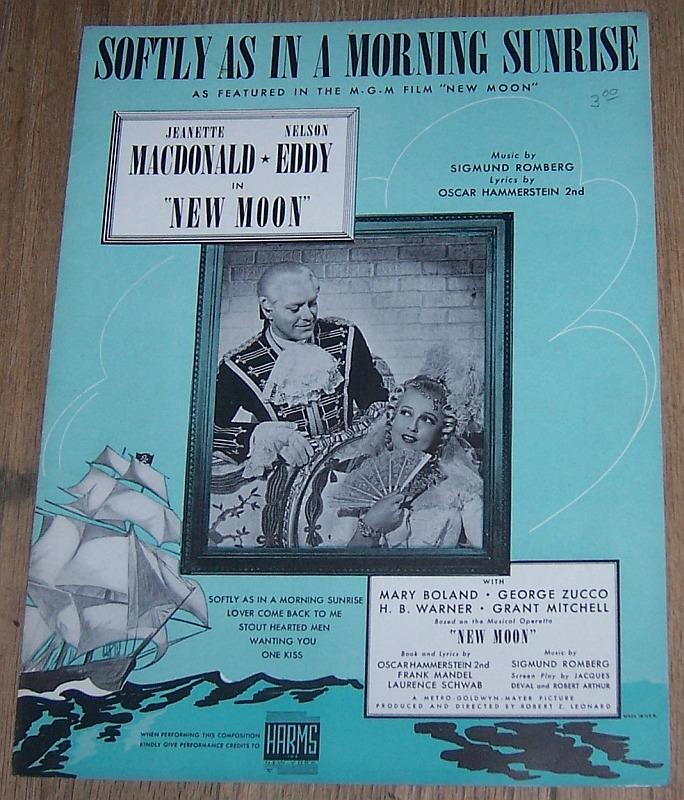 SOFTLY AS IN A MORNING SUNRISE
AS FEATURED IN THE M-G-M FILM "NEW MOON"
3 00
JEANETTE NELSON
MACDONALD ★ EDDY
IN
"NEW MOON"
Music by
SIGMUND ROMBERG
Lyrics by
OSCAR HAMMERSTEIN 2nd
SOFTLY AS IN A MORNING SUNRISE
LOVER COME BACK TO ME
STOUT HEARTED MEN
WANTING YOU
ONE KISS
WITH
MARY BOLAND · GEORGE ZUCCO
H. B. WARNER · GRANT MITCHELL
Based on the Musical Operetta
"NEW MOON"
Book and Lyrics by
OSCAR HAMMERSTEIN 2nd
FRANK MANDEL
LAURENCE SCHWAB
Music by
SIGMUND ROMBERG
Screen Play by JACQUES
DEVAL and ROBERT ARTHUR
A METRO-GOLDWYN-MAYER PICTURE
PRODUCED AND DIRECTED BY ROBERT Z. LEONARD
WHEN PERFORMING THIS COMPOSITION
KINDLY GIVE PERFORMANCE CREDITS TO
HARMS
NEW YORK